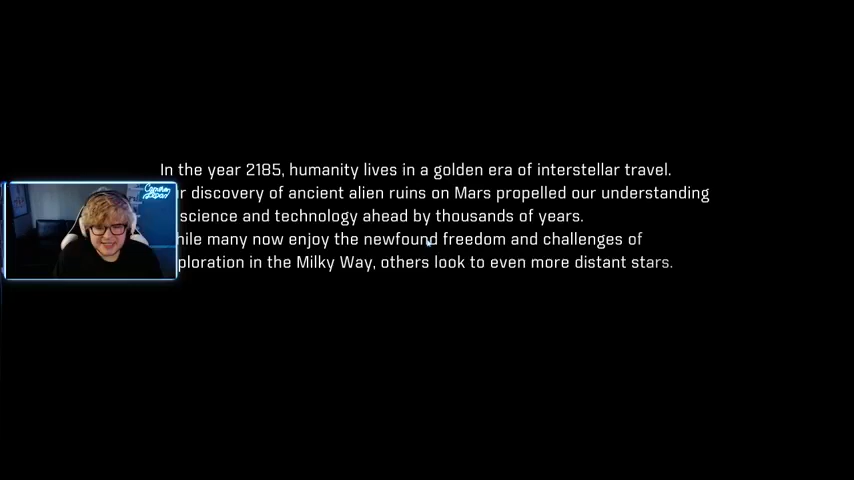 In the year 2185, humanity lives in a golden era of interstellar travel.
r discovery of ancient alien ruins on Mars propelled our understanding
science and technology ahead by thousands of years.
hile many now enjoy the newfound freedom and challenges of
ploration in the Milky Way, others look to even more distant stars.